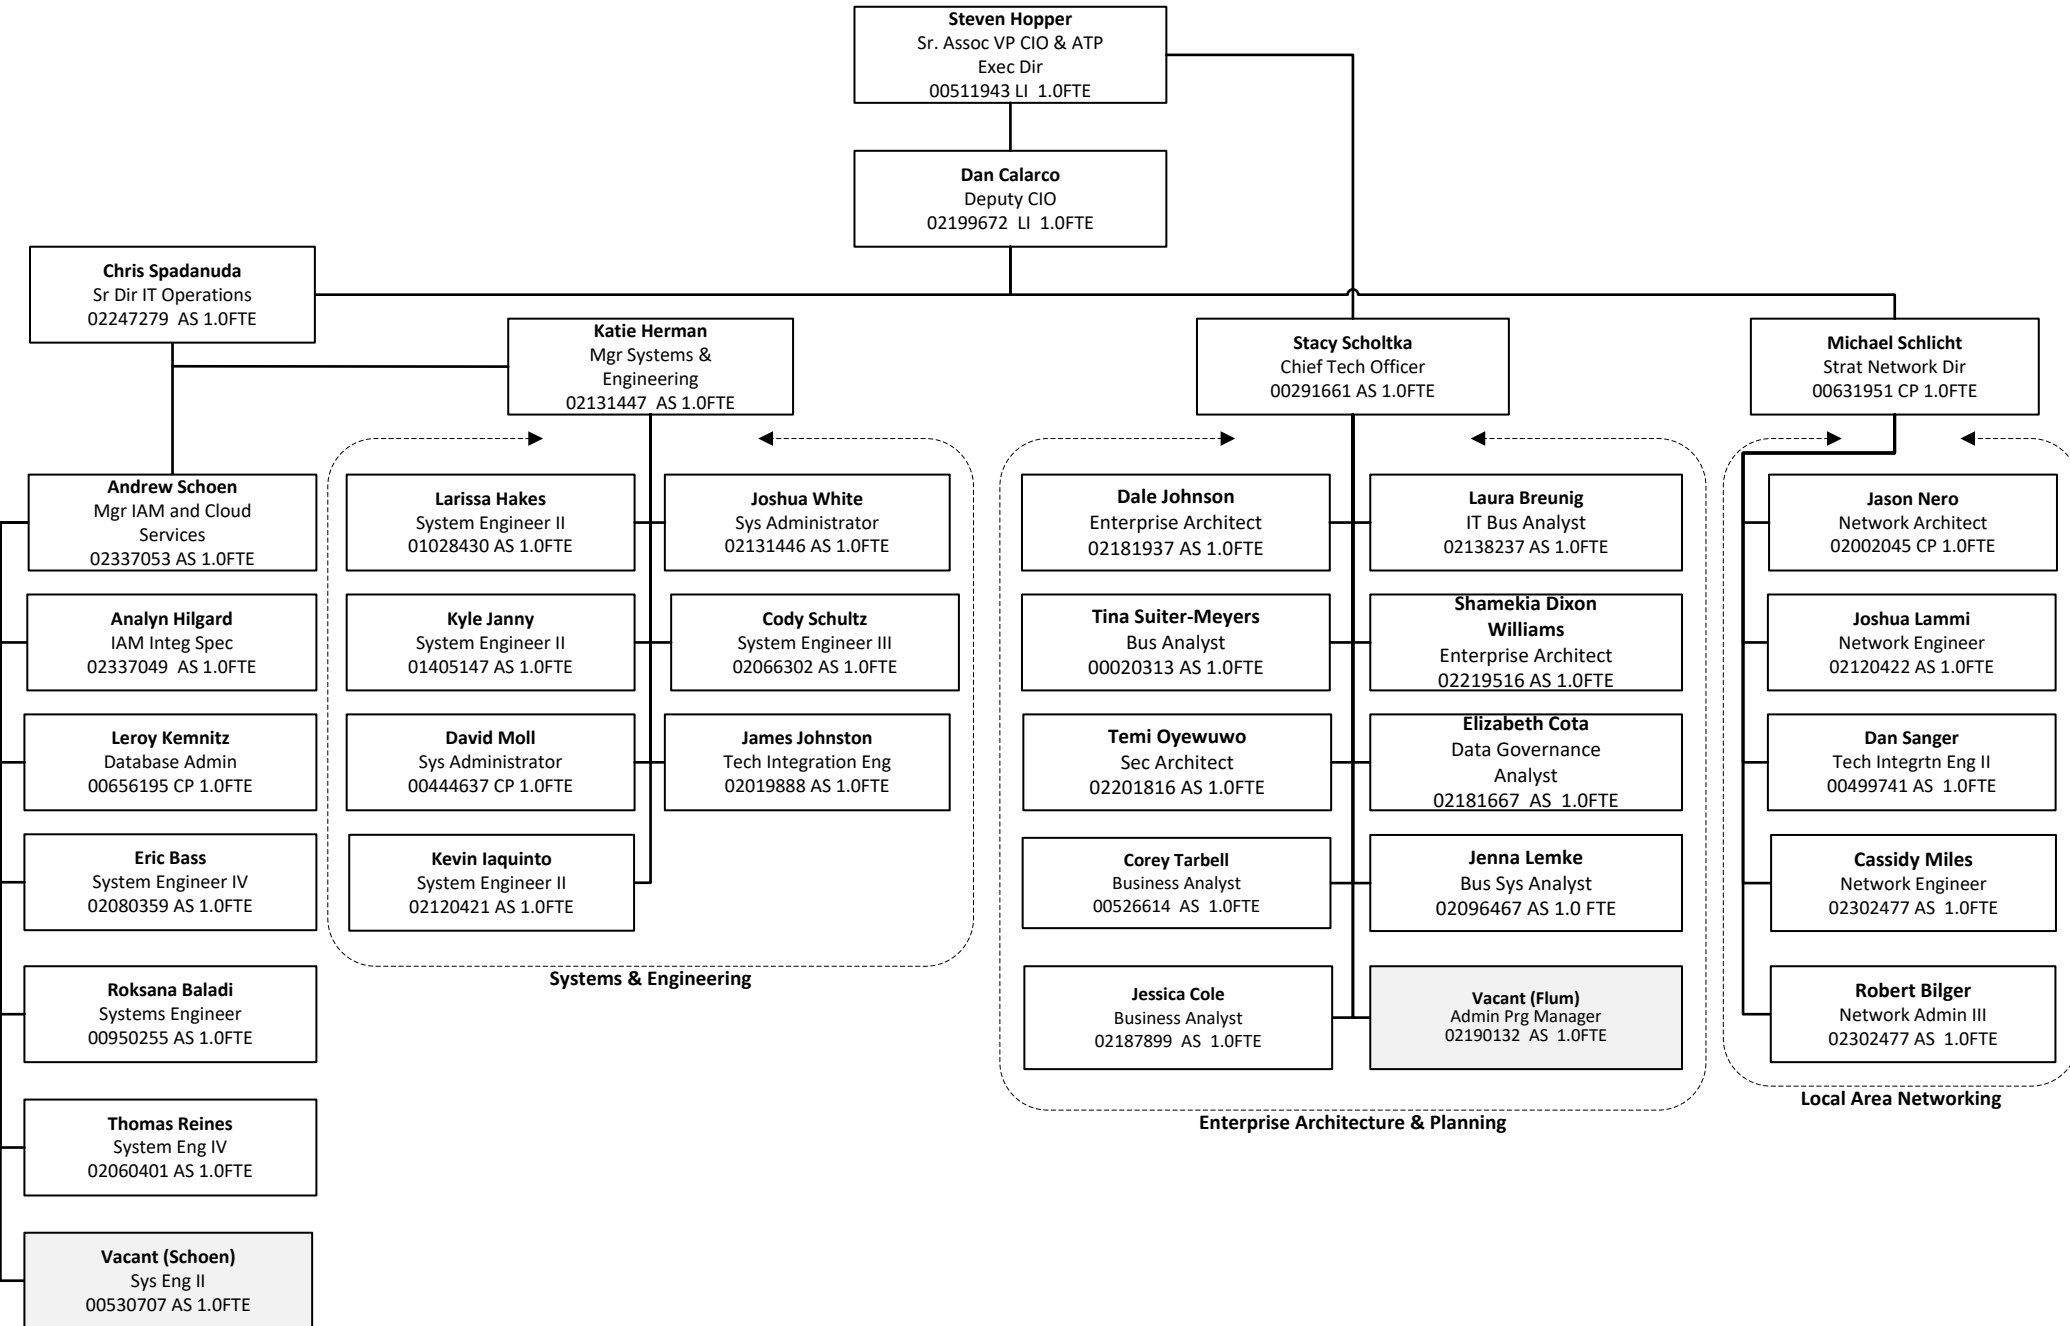 Steven Hopper
Sr. Assoc VP CIO & ATP
Exec Dir
00511943 LI  1.0FTE
Dan Calarco
Deputy CIO
02199672  LI  1.0FTE
Chris Spadanuda
Sr Dir IT Operations
02247279  AS 1.0FTE
Katie Herman
Mgr Systems &
Engineering
02131447  AS 1.0FTE
Stacy Scholtka
Chief Tech Officer
00291661 AS 1.0FTE
Michael Schlicht
Strat Network Dir
00631951 CP 1.0FTE
Andrew Schoen
Mgr IAM and Cloud
Services
02337053 AS 1.0FTE
Analyn Hilgard
IAM Integ Spec
02337049  AS 1.0FTE
Leroy Kemnitz
Database Admin
00656195 CP 1.0FTE
Eric Bass
System Engineer IV
02080359 AS 1.0FTE
Roksana Baladi
Systems Engineer
00950255 AS 1.0FTE
Thomas Reines
System Eng IV
02060401 AS 1.0FTE
Vacant (Schoen)
Sys Eng II
00530707 AS 1.0FTE
Larissa Hakes
System Engineer II
01028430 AS 1.0FTE
Joshua White
Sys Administrator
02131446 AS 1.0FTE
Kyle Janny
System Engineer II
01405147 AS 1.0FTE
Cody Schultz
System Engineer III
02066302 AS 1.0FTE
David Moll
Sys Administrator
00444637 CP 1.0FTE
James Johnston
Tech Integration Eng
02019888 AS 1.0FTE
Kevin Iaquinto
System Engineer II
02120421 AS 1.0FTE
Systems & Engineering
Dale Johnson
Enterprise Architect
02181937 AS 1.0FTE
Laura Breunig
IT Bus Analyst
02138237 AS 1.0FTE
Tina Suiter-Meyers
Bus Analyst
00020313 AS 1.0FTE
Shamekia Dixon
Williams
Enterprise Architect
02219516 AS 1.0FTE
Temi Oyewuwo
Sec Architect
02201816 AS 1.0FTE
Elizabeth Cota
Data Governance
Analyst
02181667  AS  1.0FTE
Corey Tarbell
Business Analyst
00526614  AS  1.0FTE
Jenna Lemke
Bus Sys Analyst
02096467 AS 1.0 FTE
Jessica Cole
Business Analyst
02187899  AS  1.0FTE
Vacant (Flum)
Admin Prg Manager
02190132  AS  1.0FTE
Enterprise Architecture & Planning
Jason Nero
Network Architect
02002045 CP 1.0FTE
Joshua Lammi
Network Engineer
02120422 AS 1.0FTE
Dan Sanger
Tech Integrtn Eng II
00499741 AS  1.0FTE
Cassidy Miles
Network Engineer
02302477 AS  1.0FTE
Robert Bilger
Network Admin III
02302477 AS  1.0FTE
Local Area Networking